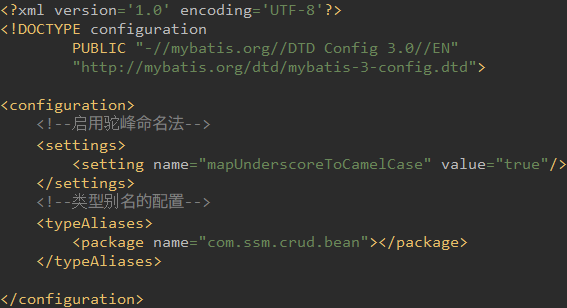 <?xml version='1.0' encoding='UTF-8'?>
<!DOCTYPE configuration
        PUBLIC "-//mybatis.org//DTD Config 3.0//EN"
        "http://mybatis.org/dtd/mybatis-3-config.dtd">

<configuration>
    <!--启用驼峰命名法-->
    <settings>
        <setting name="mapUnderscoreToCamelCase" value="true"/>
    </settings>
    <!--类型别名的配置-->
    <typeAliases>
        <package name="com.ssm.crud.bean"></package>
    </typeAliases>

</configuration>